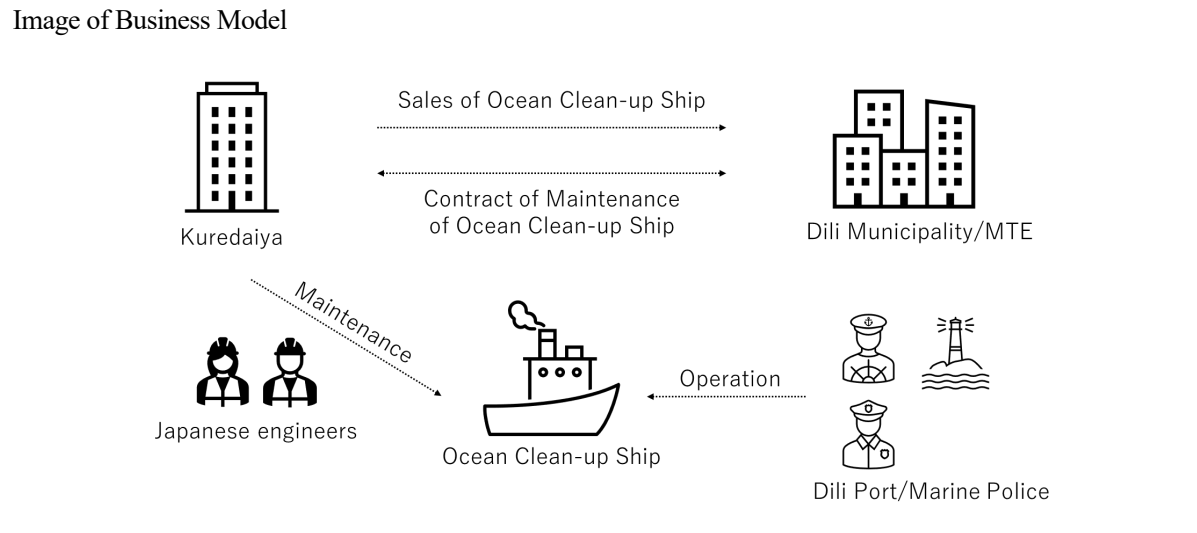 Image of Business Model
Sales of Ocean Clean-up Ship
Contract of Maintenance
of Ocean Clean-up Ship
Kuredaiya
Dili Municipality/MTE
Maintenance
Operation
Japanese engineers
Ocean Clean-up Ship
Dili Port/Marine Police